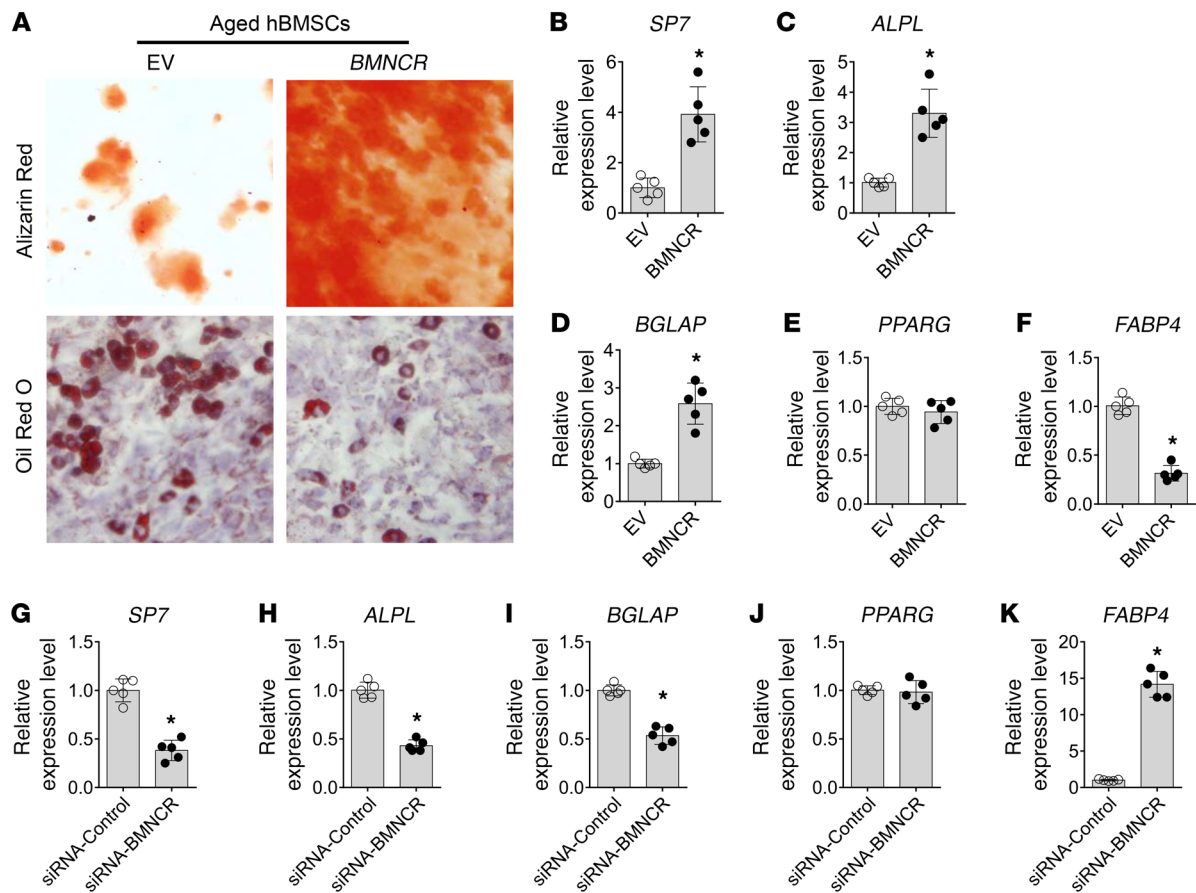 A
Aged hBMSCs
EV
BMNCR
Alizarin Red
Oil Red O
B
SP7
*
Relative
expression level
6
4
2
0
EV
BMNCR
C
ALPL
*
Relative
expression level
5
4
3
2
1
0
EV
BMNCR
D
BGLAP
*
Relative
expression level
4
3
2
1
0
EV
BMNCR
E
PPARG
Relative
expression level
1.5
1.0
0.5
0.0
EV
BMNCR
F
FABP4
*
Relative
expression level
1.5
1.0
0.5
0.0
EV
BMNCR
G
SP7
*
Relative
expression level
1.5
1.0
0.5
0.0
siRNA-Control
siRNA-BMNCR
H
ALPL
*
Relative
expression level
1.5
1.0
0.5
0.0
siRNA-Control
siRNA-BMNCR
I
BGLAP
*
Relative
expression level
1.5
1.0
0.5
0.0
siRNA-Control
siRNA-BMNCR
J
PPARG
Relative
expression level
1.5
1.0
0.5
0.0
siRNA-Control
siRNA-BMNCR
K
FABP4
*
Relative
expression level
20
15
10
5
0
siRNA-Control
siRNA-BMNCR